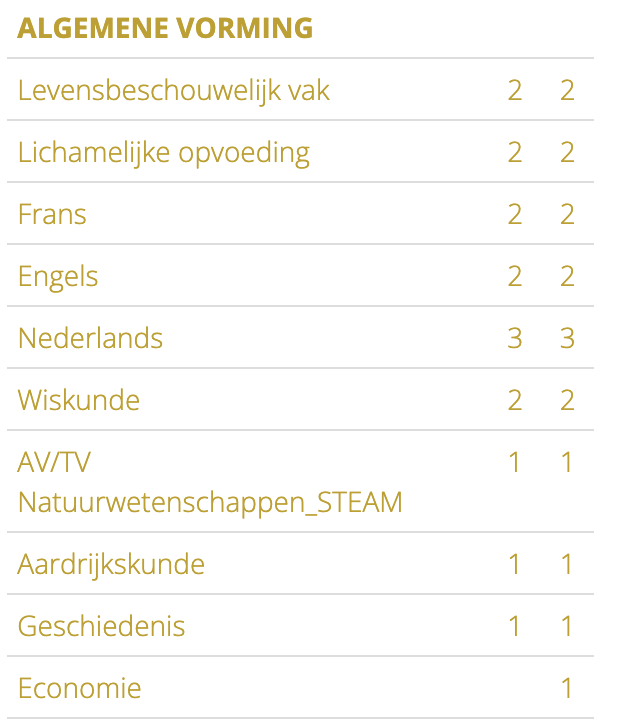 ALGEMENE VORMING
Levensbeschouwelijk vak 2 2
Lichamelijke opvoeding 2 2
Frans 2 2
Engels 2 2
Nederlands 3 3
Wiskunde 2 2
AV/TV 1 1
Natuurwetenschappen_STEAM
Aardrijkskunde 1 1
Geschiedenis 1 1
Economie 1